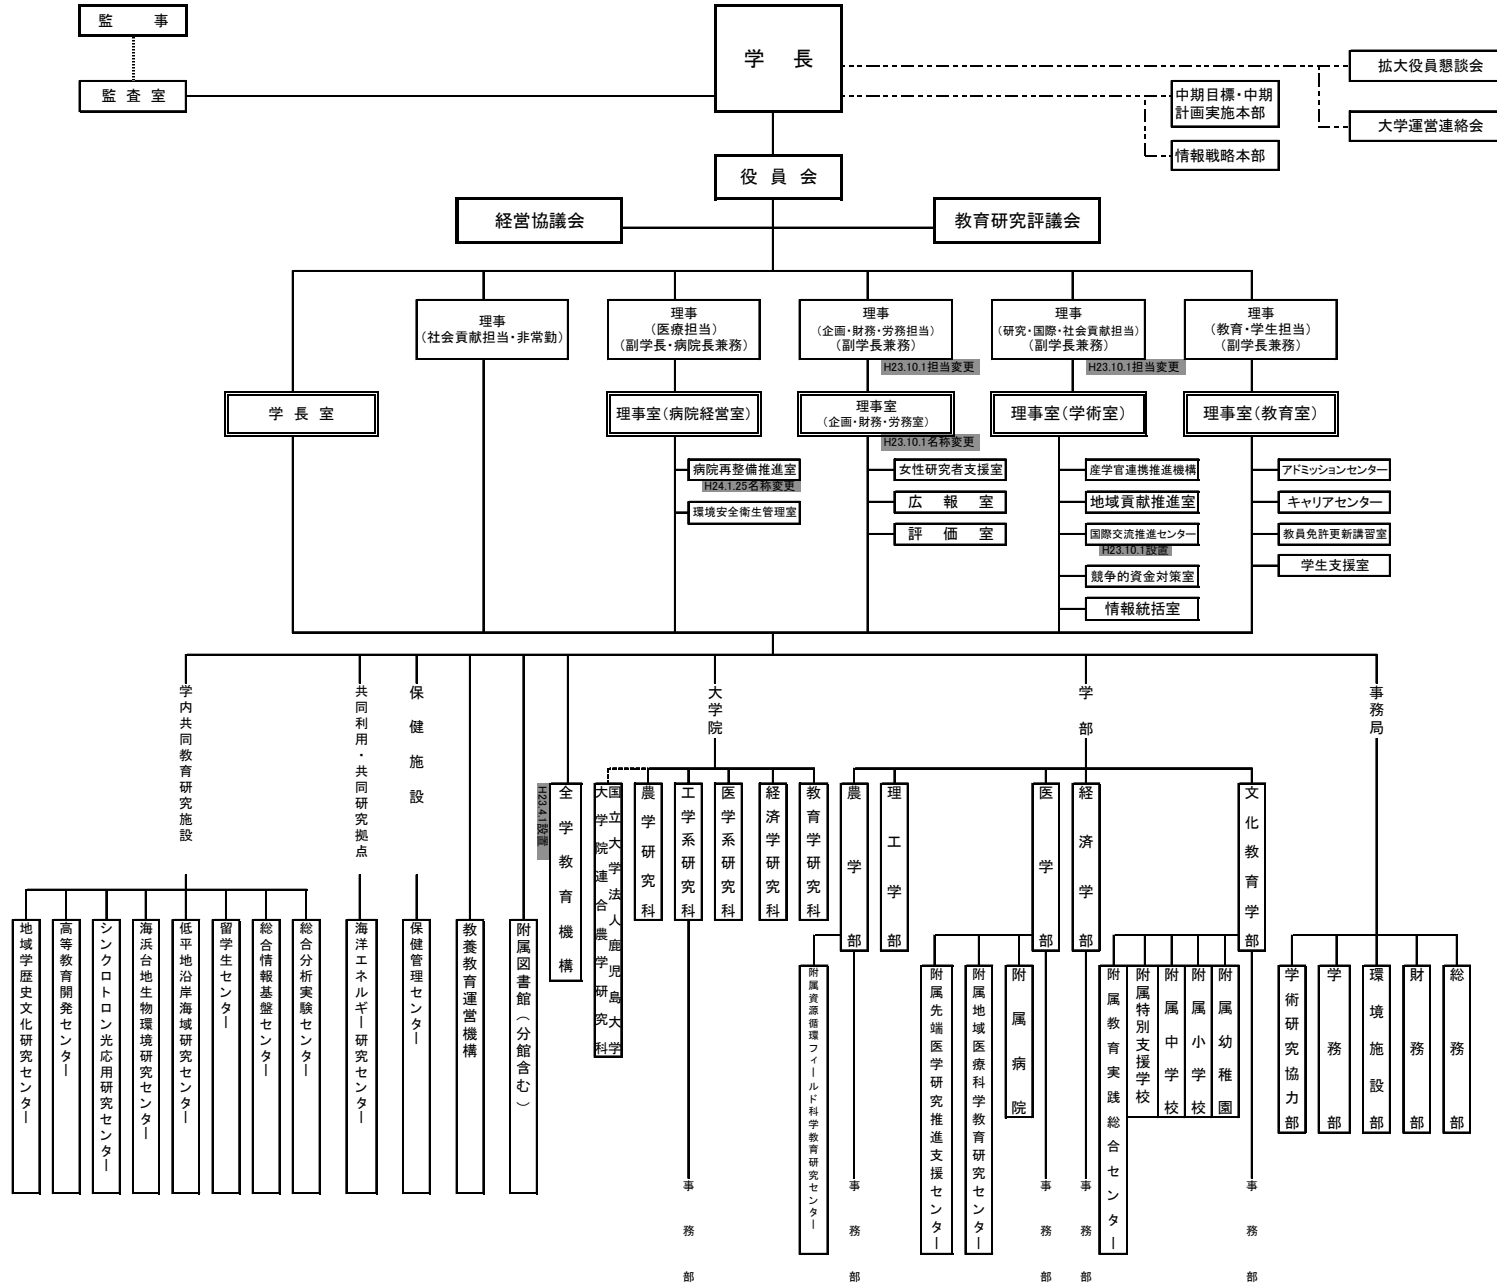 監事
学長
拡大役員懇談会
監査室
中期目標・中期
計画実施本部
大学運営連絡会
情報戦略本部
役員会
経営協議会
教育研究評議会
理事
（社会貢献担当・非常勤）
理事
（医療担当）
（副学長・病院長兼務）
理事
（企画・財務・労務担当）
（副学長兼務）
H23.10.1担当変更
理事
（研究・国際・社会貢献担当）
（副学長兼務）
H23.10.1担当変更
理事
（教育・学生担当）
（副学長兼務）
学長室
理事室（病院経営室）
理事室
（企画・財務・労務室）
H23.10.1名称変更
理事室（学術室）
理事室（教育室）
病院再整備推進室
H24.1.25名称変更
環境安全衛生管理室
女性研究者支援室
広報室
評価室
産学官連携推進機構
地域貢献推進室
国際交流推進センター
H23.10.1設置
競争的資金対策室
情報統括室
アドミッションセンター
キャリアセンター
教員免許更新講習室
学生支援室
学内共同教育研究施設
共同利用・共同研究拠点
保健施設
大学院
学部
事務局
H23.4.1設置
全学教育機構
国立大学法人鹿児島大学
大学院連合農学研究科
農学研究科
工学系研究科
医学系研究科
経済学研究科
教育学研究科
農学部
理工学部
医学部
経済学部
文化教育学部
地域学歴史文化研究センター
高等教育開発センター
シンクロトロン光応用研究センター
海浜台地生物環境研究センター
低平地沿岸海域研究センター
留学生センター
総合情報基盤センター
総合分析実験センター
海洋エネルギー研究センター
保健管理センター
教養教育運営機構
附属図書館（分館含む）
附属資源循環フィールド科学教育研究センター
附属先端医学研究推進支援センター
附属地域医療科学教育研究センター
附属病院
附属教育実践総合センター
附属特別支援学校
附属中学校
附属小学校
附属幼稚園
学術研究協力部
学務部
環境施設部
財務部
総務部
事務部
事務部
事務部
事務部
事務部